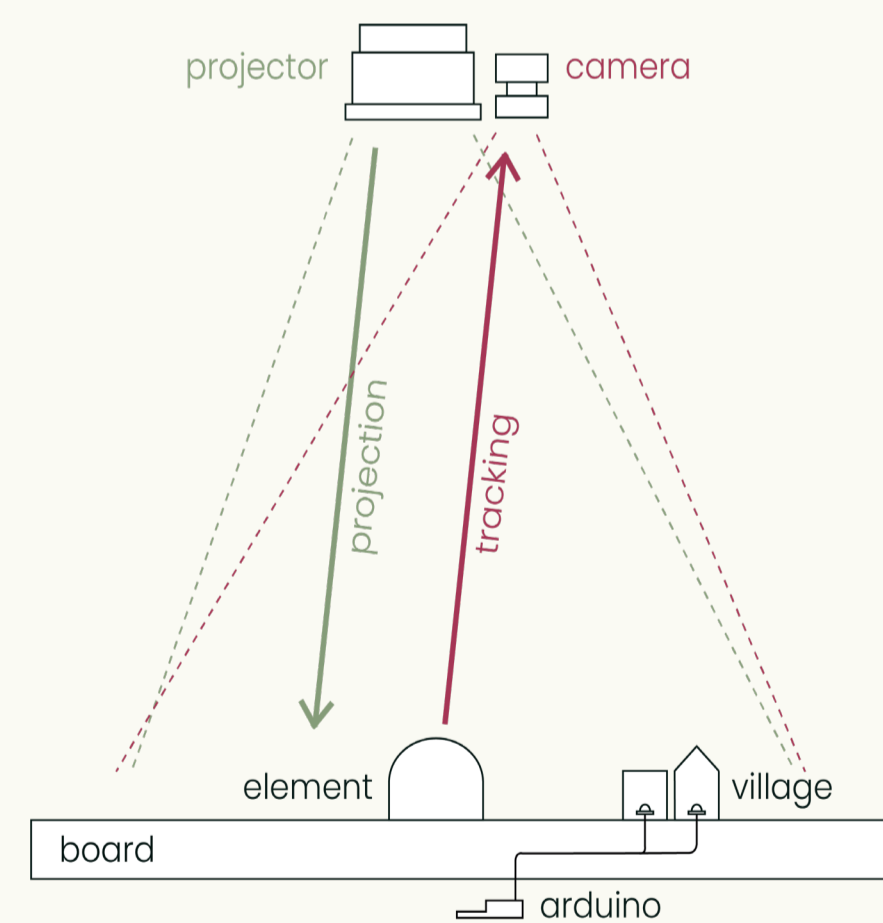 projector
camera
projection
tracking
element
village
board
arduino